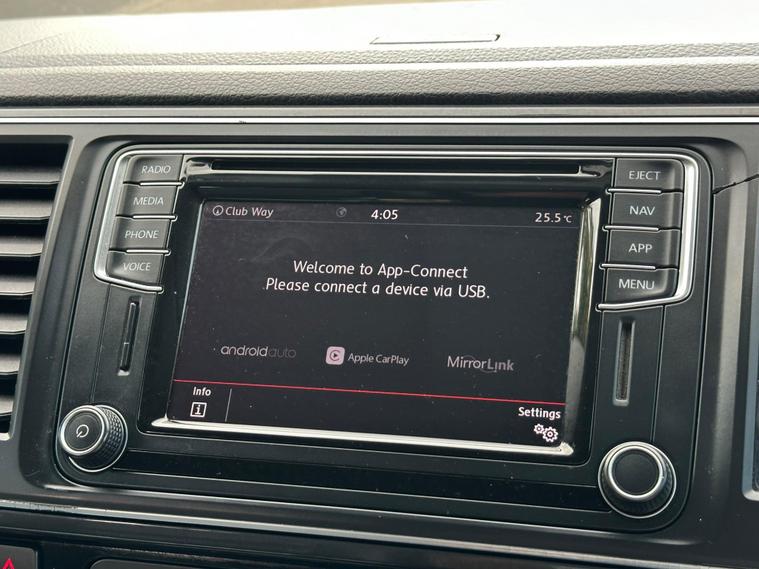 RADIO
MEDIA
PHONE
VOICE
EJECT
NAV
APP
MENU
Club Way
4:05
25.5°C
Welcome to App-Connect
Please connect a device via USB.
androidauto
Apple CarPlay
MirrorLink
Info
i
Settings